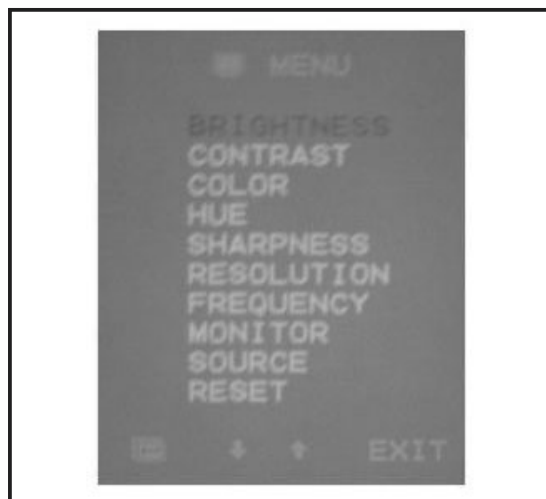 MENU
BRIGHTNESS
CONTRAST
COLOR
HUE
SHARPNESS
RESOLUTION
FREQUENCY
MONITOR
SOURCE
RESET
EXIT